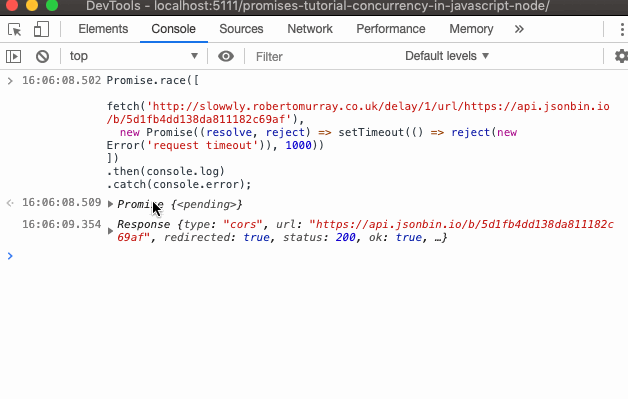 DevTools - localhost:5111/promises-tutorial-concurrency-in-javascript-node/
Elements Console Sources Network Performance Memory »
top ▼ Filter Default levels ▼
> 16:06:08.502 Promise.race([
fetch('http://slowwly.robertomurray.co.uk/delay/1/url/https://api.jsonbin.io
/b/5d1fb4dd138da811182c69af'),
new Promise((resolve, reject) => setTimeout(() => reject(new
Error('request timeout')), 1000))
])
.then(console.log)
.catch(console.error);
16:06:08.509 ▶ Promise {<pending>}
16:06:09.354 ▶ Response {type: "cors", url: "https://api.jsonbin.io/b/5d1fb4dd138da811182c
69af", redirected: true, status: 200, ok: true, …}
>